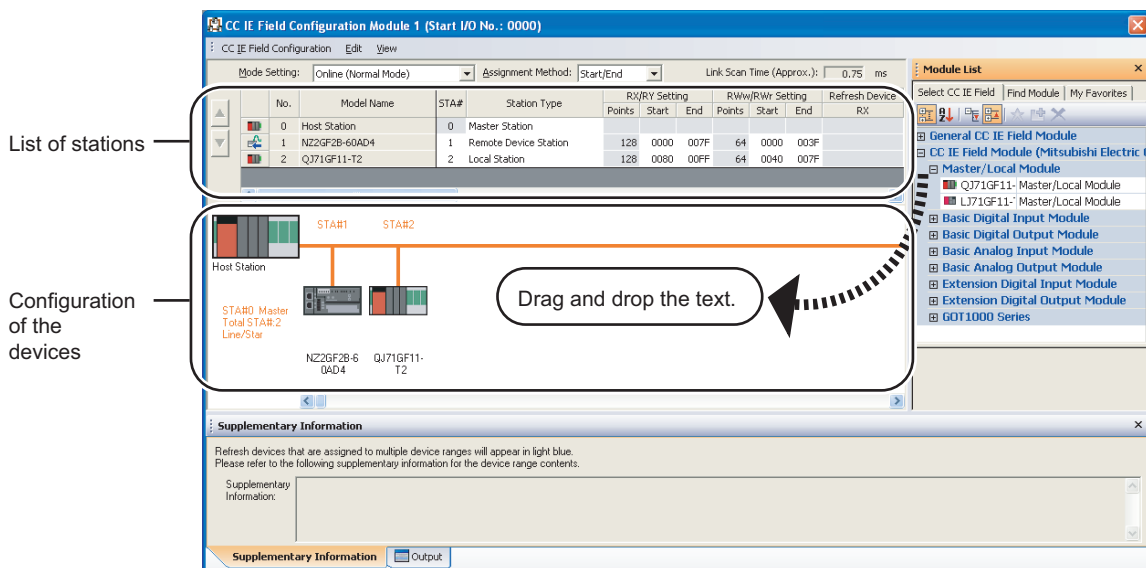 CC IE Field Configuration Module 1 (Start I/O No.: 0000)
CC IE Field Configuration Edit View
Mode Setting: Online (Normal Mode) Assignment Method: Start/End Link Scan Time (Approx.): 0.75 ms
No. Model Name STA# Station Type RX/RY Setting RWw/RWr Setting Refresh Device
Points Start End Points Start End RX
0 Host Station 0 Master Station
1 NZ2GF2B-60AD4 1 Remote Device Station 128 0000 007F 64 0000 003F
2 QJ71GF11-T2 2 Local Station 128 0080 00FF 64 0040 007F
List of stations
Module List
Select CC IE Field Find Module My Favorites
General CC IE Field Module
CC IE Field Module (Mitsubishi Electric
Master/Local Module
QJ71GF11- Master/Local Module
LJ71GF11- Master/Local Module
Basic Digital Input Module
Basic Digital Output Module
Basic Analog Input Module
Basic Analog Output Module
Extension Digital Input Module
Extension Digital Output Module
GOT1000 Series
STA#1 STA#2
Host Station
STA#0 Master
Total STA#:2
Line/Star
NZ2GF2B-6
0AD4
QJ71GF11-
T2
Drag and drop the text.
Configuration
of the
devices
Supplementary Information
Refresh devices that are assigned to multiple device ranges will appear in light blue.
Please refer to the following supplementary information for the device range contents.
Supplementary
Information:
Supplementary Information Output